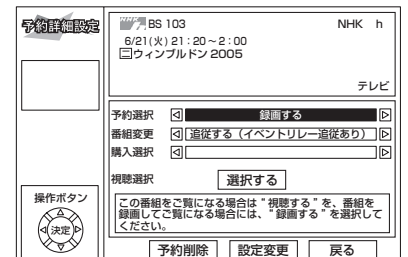 予約詳細設定
NHK BS 103 NHK h
6/21(火) 21：20～2：00
ニウィンブルドン 2005
テレビ
予約選択 録画する
番組変更 追従する（イベントリレー追従あり）
購入選択
視聴選択 選択する
この番組をご覧になる場合は“視聴する”を、番組を
録画してご覧になる場合には、“録画する”を選択して
ください。
操作ボタン
決定
予約削除 設定変更 戻る